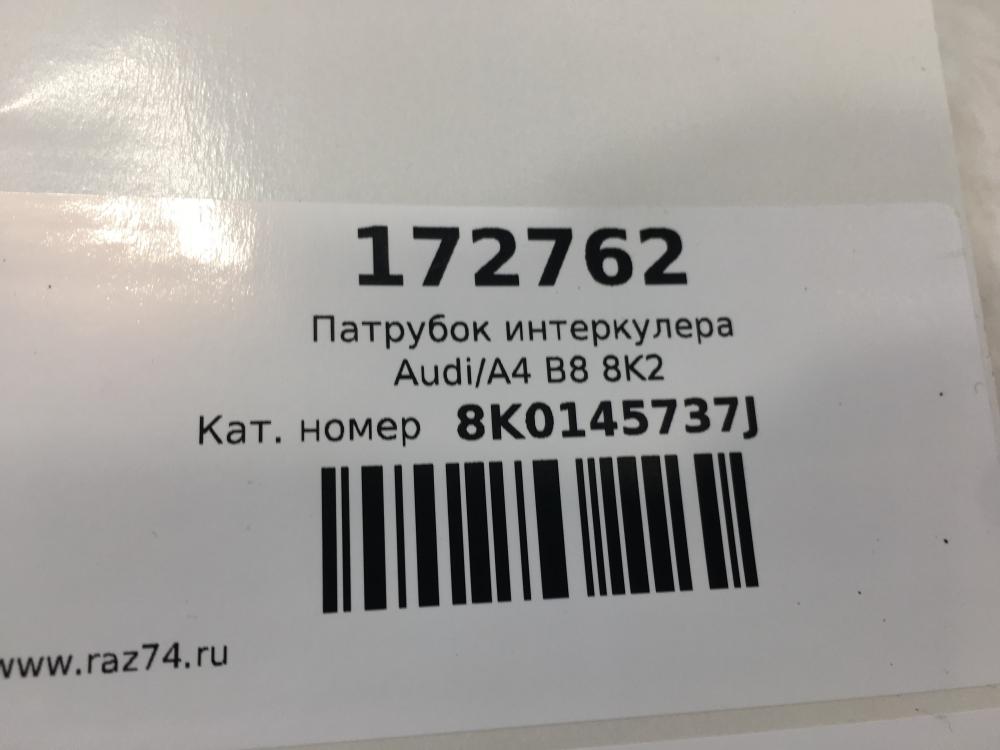 172762
Патрубок интеркулера
Audi/A4 B8 8K2
Кат. номер 8K0145737J
www.raz74.ru